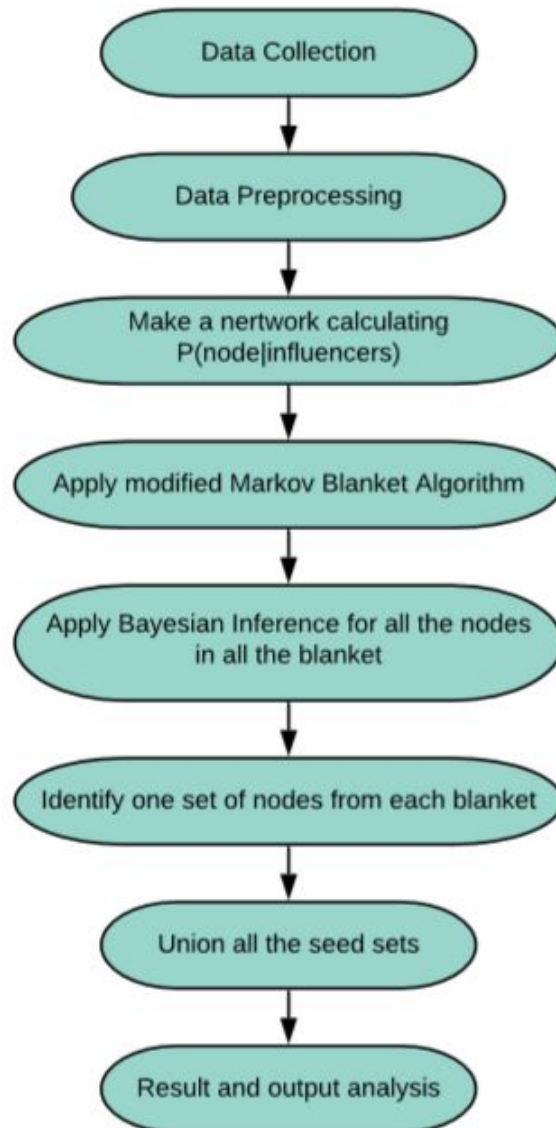 Data Collection
Data Preprocessing
Make a nertwork calculating
P(node|influencers)
Apply modified Markov Blanket Algorithm
Apply Bayesian Inference for all the nodes
in all the blanket
Identify one set of nodes from each blanket
Union all the seed sets
Result and output analysis